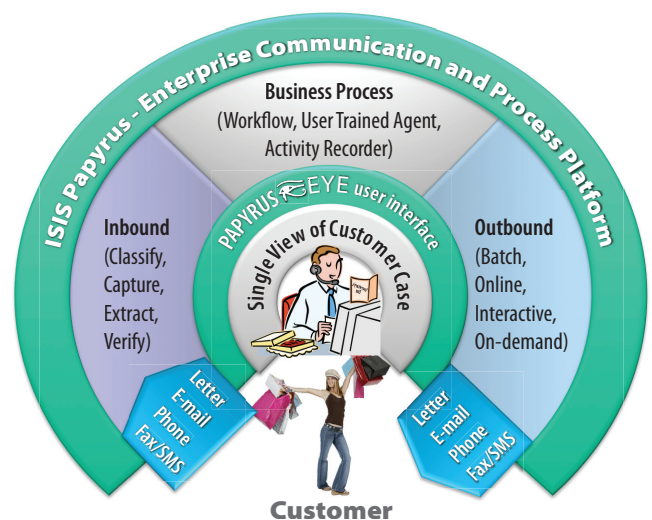 ISIS Papyrus - Enterprise Communication and Process Platform
Business Process
(Workflow, User Trained Agent,
Activity Recorder)
PAPYRUS EYE user interface
Single View of Customer Case
Inbound
(Classify,
Capture,
Extract,
Verify)
Outbound
(Batch,
Online,
Interactive,
On-demand)
Letter
E-mail
Phone
Fax/SMS
Letter
E-mail
Phone
Fax/SMS
Customer